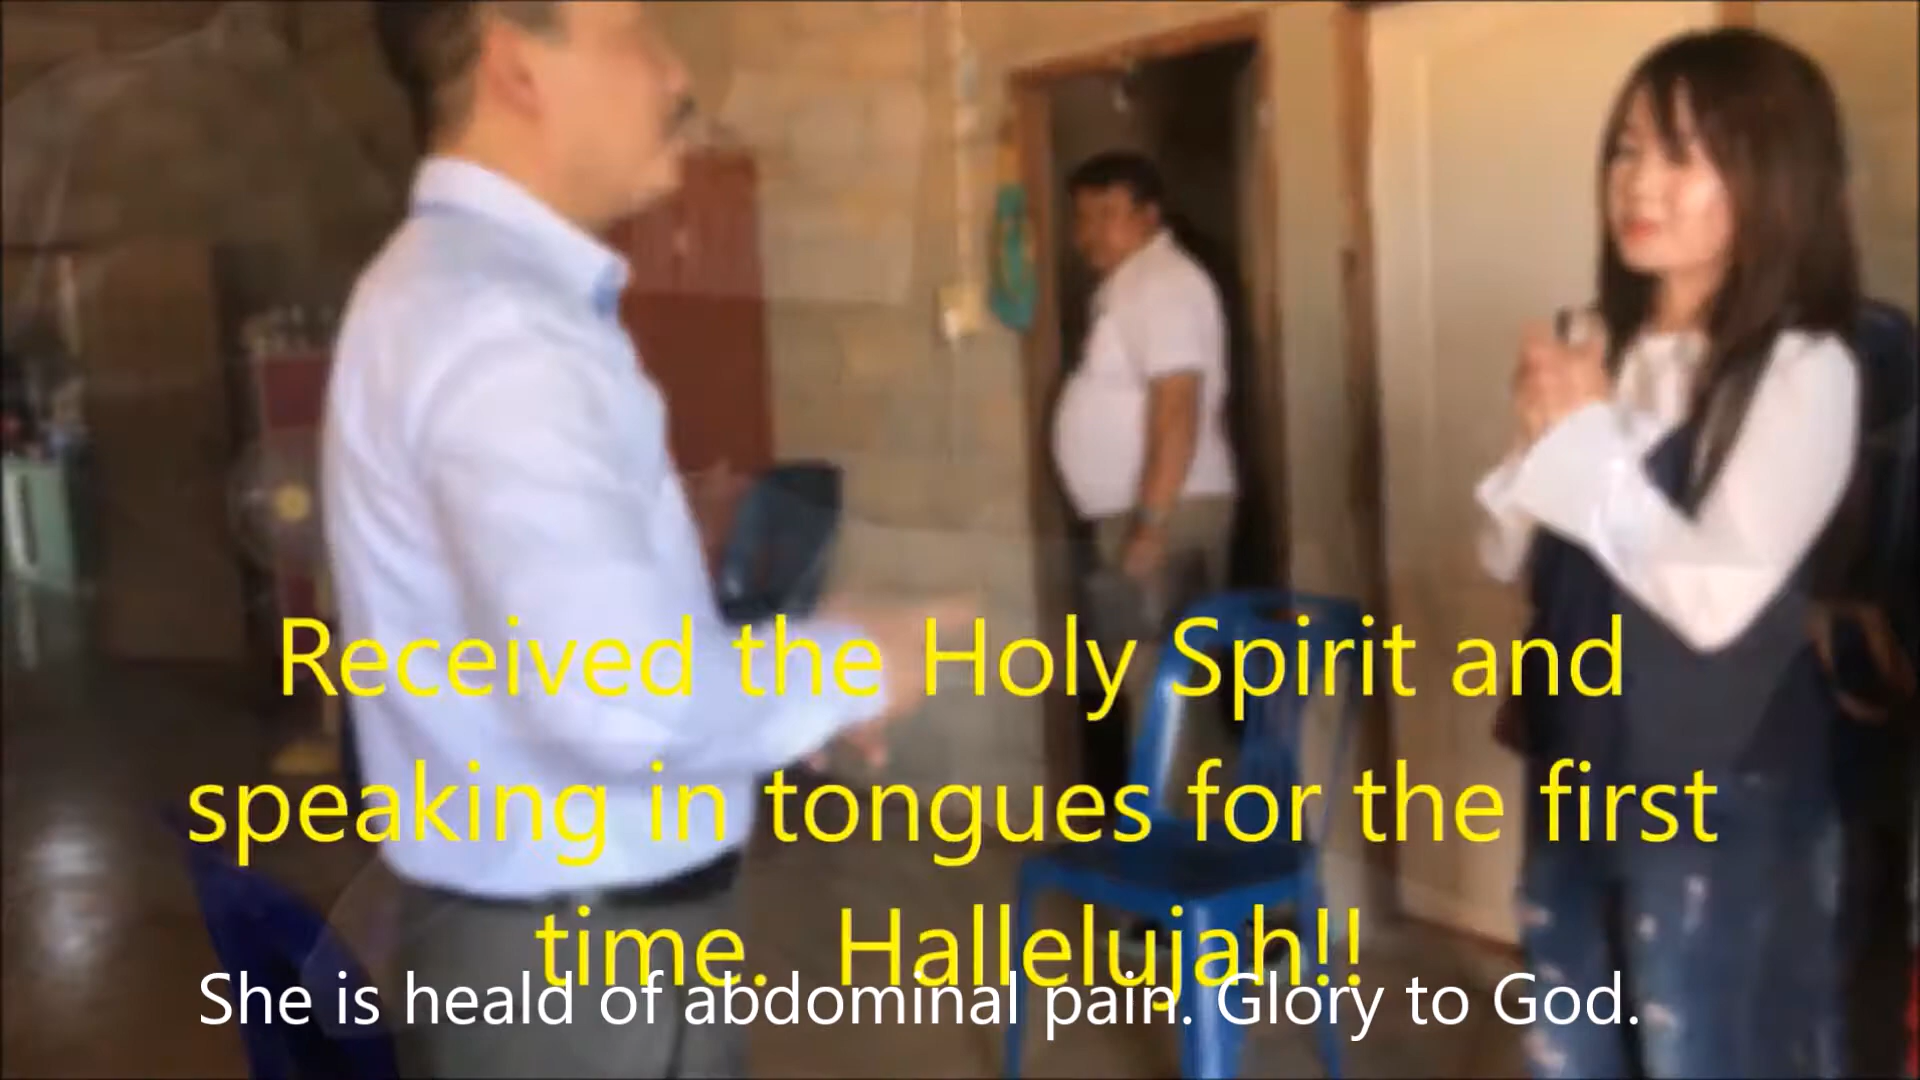 Received the Holy Spirit and
speaking in tongues for the first
time. Hallelujah!!
She is heald of abdominal pain. Glory to God.